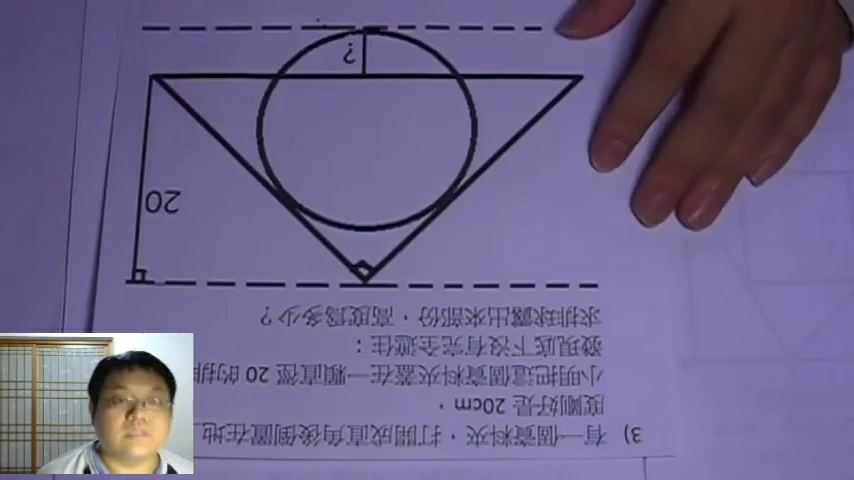 3) 有一個資料夾，打開成直角後倒置在地
度剛好是 20cm，
小明把這個資料夾蓋在一顆直徑 20 的排
發現底下沒有完全遮住：
求排球露出來部份，高度為多少？
20
?